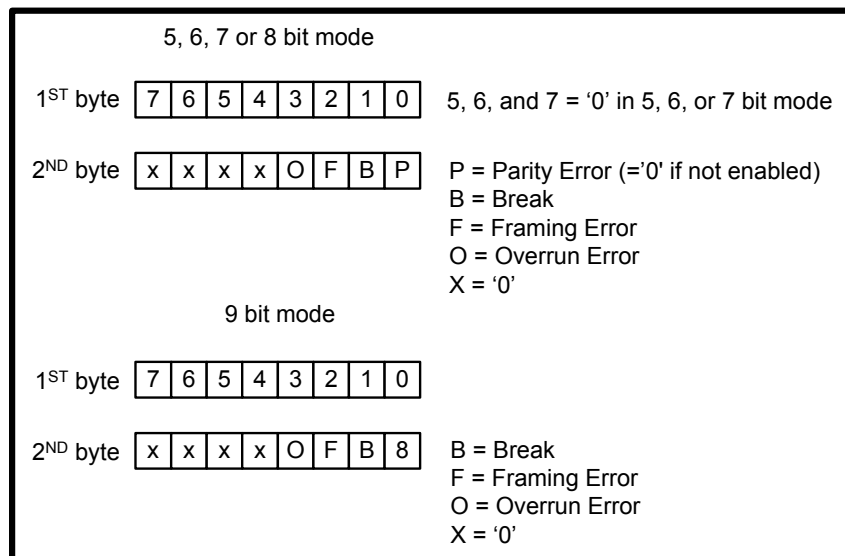 5, 6, 7 or 8 bit mode
1ST byte 7 6 5 4 3 2 1 0 5, 6, and 7 = ‘0’ in 5, 6, or 7 bit mode
2ND byte x x x x O F B P P = Parity Error (=’0' if not enabled)
B = Break
F = Framing Error
O = Overrun Error
X = ‘0’
9 bit mode
1ST byte 7 6 5 4 3 2 1 0
2ND byte x x x x O F B 8 B = Break
F = Framing Error
O = Overrun Error
X = ‘0’